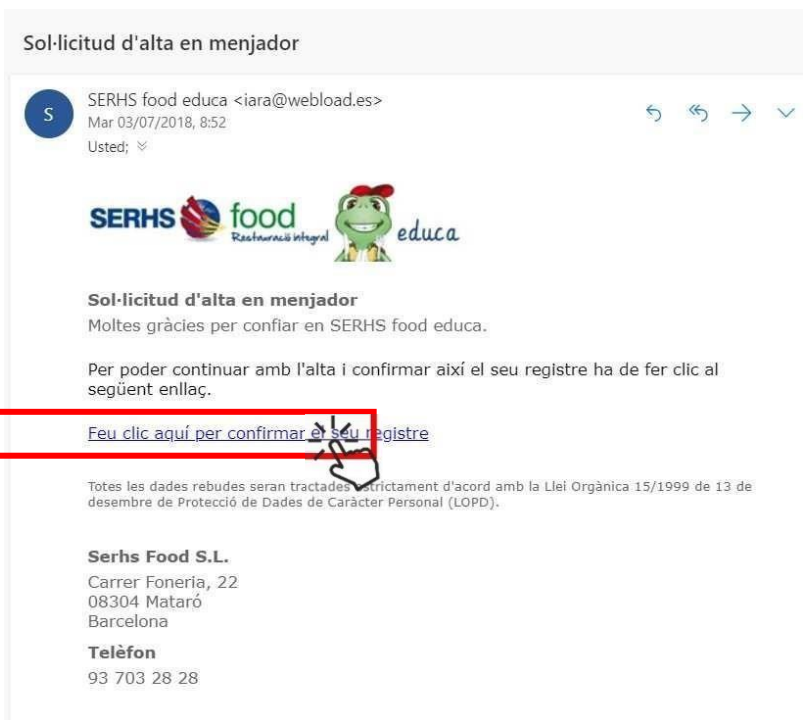 Sol·licitud d'alta en menjador
S
SERHS food educa <iara@webload.es>
Mar 03/07/2018, 8:52
Usted;
SERHS food educa
Restauració integral
Sol·licitud d'alta en menjador
Moltes gràcies per confiar en SERHS food educa.
Per poder continuar amb l'alta i confirmar així el seu registre ha de fer clic al
següent enllaç.
Feu clic aquí per confirmar el seu registre
Totes les dades rebudes seran tractades estrictament d'acord amb la Llei Orgànica 15/1999 de 13 de
desembre de Protecció de Dades de Caràcter Personal (LOPD).
Serhs Food S.L.
Carrer Foneria, 22
08304 Mataró
Barcelona
Telèfon
93 703 28 28